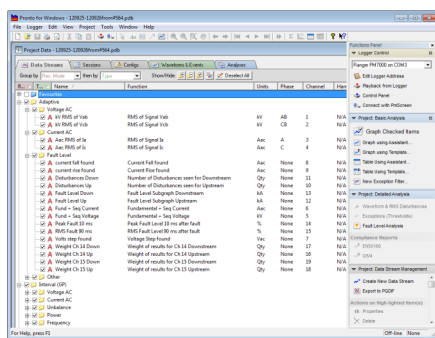 Pronto for Windows - 120925-120926from#564.pdb
File Logger Edit View Project Tools Window Help
Project Data - 120925-120926from#564.pdb
Data Streams Sessions Configs Waveforms & Events Analyses
Group by Rec. Mode Item by Type Show/Hide: Deselect All
Name Function Units Phase Channel
Favourites
Adaptive
Voltage AC
kV RMS of Vab RMS of Signal Vab kV AB 1 N/A
kV RMS of Vcb RMS of Signal Vcb kV CB 2 N/A
Current AC
Aac RMS of Ia RMS of Signal Ia Aac A 3 N/A
Aac RMS of Ic RMS of Signal Ic Aac C 4 N/A
Fault Level
current fall found Current Fall found Aac None 8 N/A
current rise found Current Rise found Aac None 9 N/A
Disturbances Down Number of Disturbances seen for Downstream Qty None 11 N/A
Disturbances Up Number of Disturbances seen for Upstream Qty None 10 N/A
Fault Level Down Fault Level Subgraph Downstream kA None 13 N/A
Fault Level Up Fault Level Subgraph Upstream kA None 12 N/A
Fund + Seq Current Fundamental + Seq Current Aac None 6 N/A
Fund + Seq Voltage Fundamental + Seq Voltage kV None 5 N/A
Peak Fault 10 ms Peak Fault Level 10 ms after fault % None 14 N/A
RMS Fault 90 ms RMS Fault Level 90 ms after fault % None 15 N/A
Volts step found Voltage Step found Vac None 7 N/A
Weight Ch 14 Down Weight of results for Ch 14 Downstream Qty None 17 N/A
Weight Ch 14 Up Weight of results for Ch 14 Upstream Qty None 16 N/A
Weight Ch 15 Down Weight of results for Ch 15 Downstream Qty None 19 N/A
Weight Ch 15 Up Weight of results for Ch 15 Upstream Qty None 18 N/A
Other
Interval (GP)
Voltage AC
Current AC
Unbalance
Power
Frequency
For Help, press F1
Off-line None
Functions Panel
Logger Control
Ranger PM7000 on COM3
Edit Logger Address
Playback from Logger
Control Panel
Connect with PntScreen
Project: Basic Analysis
Graph Checked Items
Graph using Assistant...
Graph using Template...
Table Using Assistant...
Table Using Template...
New Exception Filter...
Project: Detailed Analysis
Waveform & RMS Disturbances
Exceptions (Thresholds)
Fault Level Analysis
Compliance Reports
EN50160
G5/4
Project: Data Stream Management
Create New Data Stream
Export to PQDIF
Actions on Highlighted Item(s)
Properties
Delete